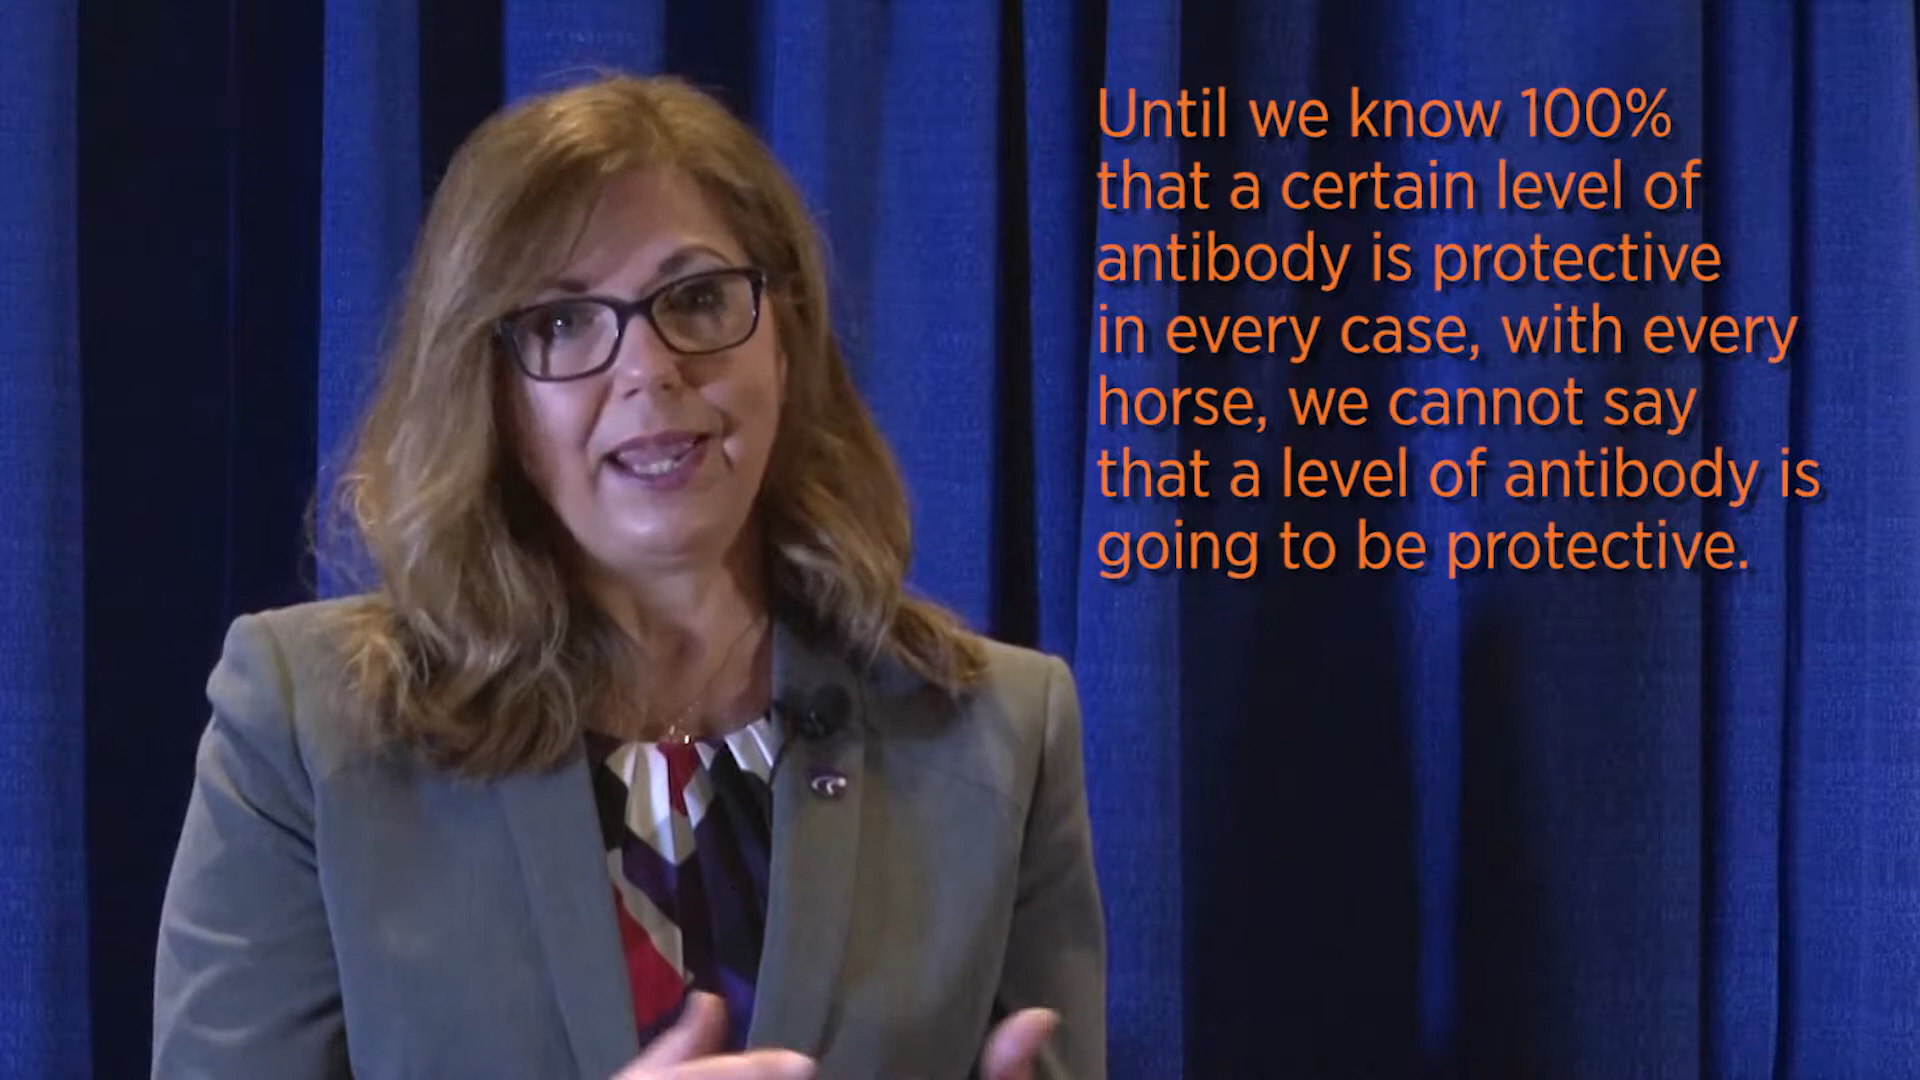 Until we know 100%
that a certain level of
antibody is protective
in every case, with every
horse, we cannot say
that a level of antibody is
going to be protective.